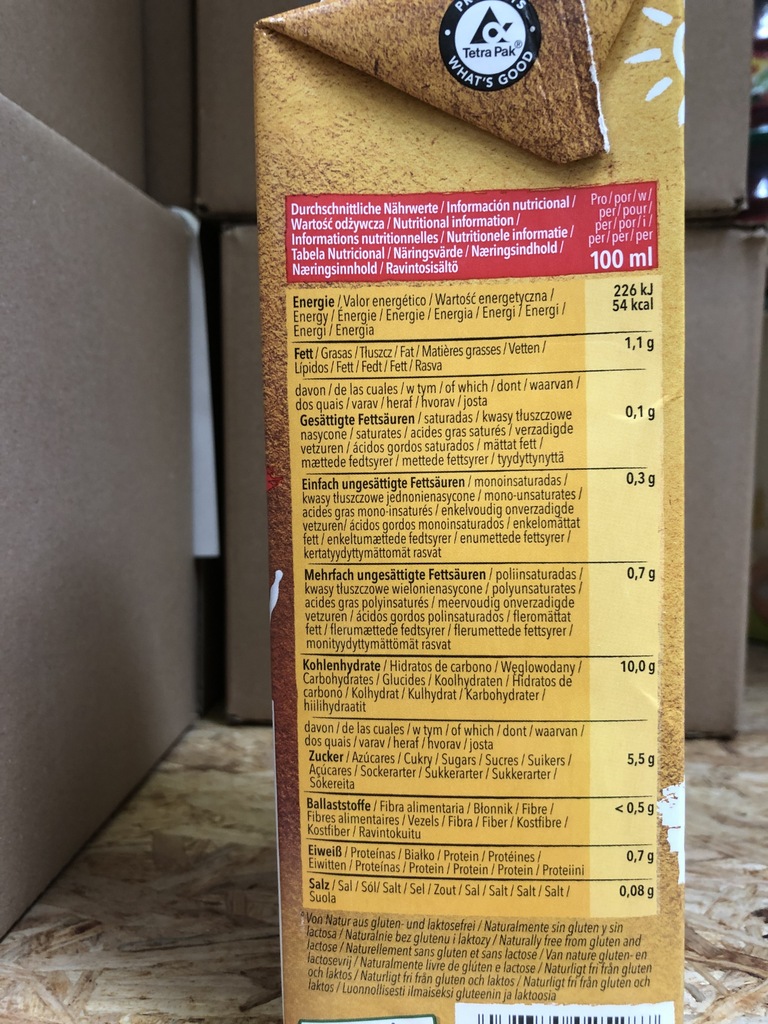 Tetra Pak®
WHAT'S GOOD
Durchschnittliche Nährwerte / Información nutricional /
Wartość odżywcza / Nutritional information /
Informations nutritionnelles / Nutritionele informatie /
Tabela Nutricional / Näringsvärde / Næringsindhold /
Næringsinnhold / Ravintosisältö
Pro/por/w/
per/pour/
per/por/i/
per/per/per
100 ml
Energie / Valor energético / Wartość energetyczna /
Energy / Énergie / Energie / Energia / Energi / Energi /
Energi / Energia
226 kJ
54 kcal
Fett / Grasas / Tłuszcz / Fat / Matières grasses / Vetten /
Lípidos / Fett / Fedt / Fett / Rasva
1,1 g
davon / de las cuales / w tym / of which / dont / waarvan /
dos quais / varav / heraf / hvorav / josta
Gesättigte Fettsäuren / saturadas / kwasy tłuszczowe
nasycone / saturates / acides gras saturés / verzadigde
vetzuren / ácidos gordos saturados / mättat fett /
mættede fedtsyrer / mettede fettsyrer / tyydyttynyttä
0,1 g
Einfach ungesättigte Fettsäuren / monoinsaturadas /
kwasy tłuszczowe jednonienasycone / mono-unsaturates /
acides gras mono-insaturés / enkelvoudig onverzadigde
vetzuren/ ácidos gordos monoinsaturados / enkelomättat
fett / enkeltumættede fedtsyrer / enumettede fettsyrer /
kertatyydyttymättomät rasvat
0,3 g
Mehrfach ungesättigte Fettsäuren / poliinsaturadas /
kwasy tłuszczowe wielonienasycone / polyunsaturates /
acides gras polyinsaturés / meervoudig onverzadigde
vetzuren / ácidos gordos polinsaturados / fleromättat
fett / flerumættede fedtsyrer / flerumettede fettsyrer /
monityydyttymättömät rasvat
0,7 g
Kohlenhydrate / Hidratos de carbono / Węglowodany /
Carbohydrates / Glucides / Koolhydraten / Hidratos de
carbono / Kolhydrat / Kulhydrat / Karbohydrater /
hiilihydraatit
10,0 g
davon / de las cuales / w tym / of which / dont / waarvan /
dos quais / varav / heraf / hvorav / josta
Zucker / Azúcares / Cukry / Sugars / Sucres / Suikers /
Açúcares / Sockerarter / Sukkerarter / Sukkerarter /
Sokereita
5,5 g
Ballaststoffe / Fibra alimentaria / Błonnik / Fibre /
Fibres alimentaires / Vezels / Fibra / Fiber / Kostfibre /
Kostfiber / Ravintokuitu
< 0,5 g
Eiweiß / Proteínas / Białko / Protein / Protéines /
Eiwitten / Proteínas / Protein / Protein / Protein / Proteiini
0,7 g
Salz / Sal / Sól / Salt / Sel / Zout / Sal / Salt / Salt / Salt /
Suola
0,08 g
°Von Natur aus gluten- und laktosefrei / Naturalmente sin gluten y sin
lactosa / Naturalnie bez glutenu i laktozy / Naturally free from gluten and
lactose / Naturellement sans gluten et sans lactose / Van nature gluten- en
lactosevrij / Naturalmente livre de glúten e lactose / Naturligt fri från gluten
och laktos / Naturligt fri från gluten och laktos / Naturligt fri från gluten och
laktos / Luonnollisesti ilmaiseksi gluteenin ja laktoosia